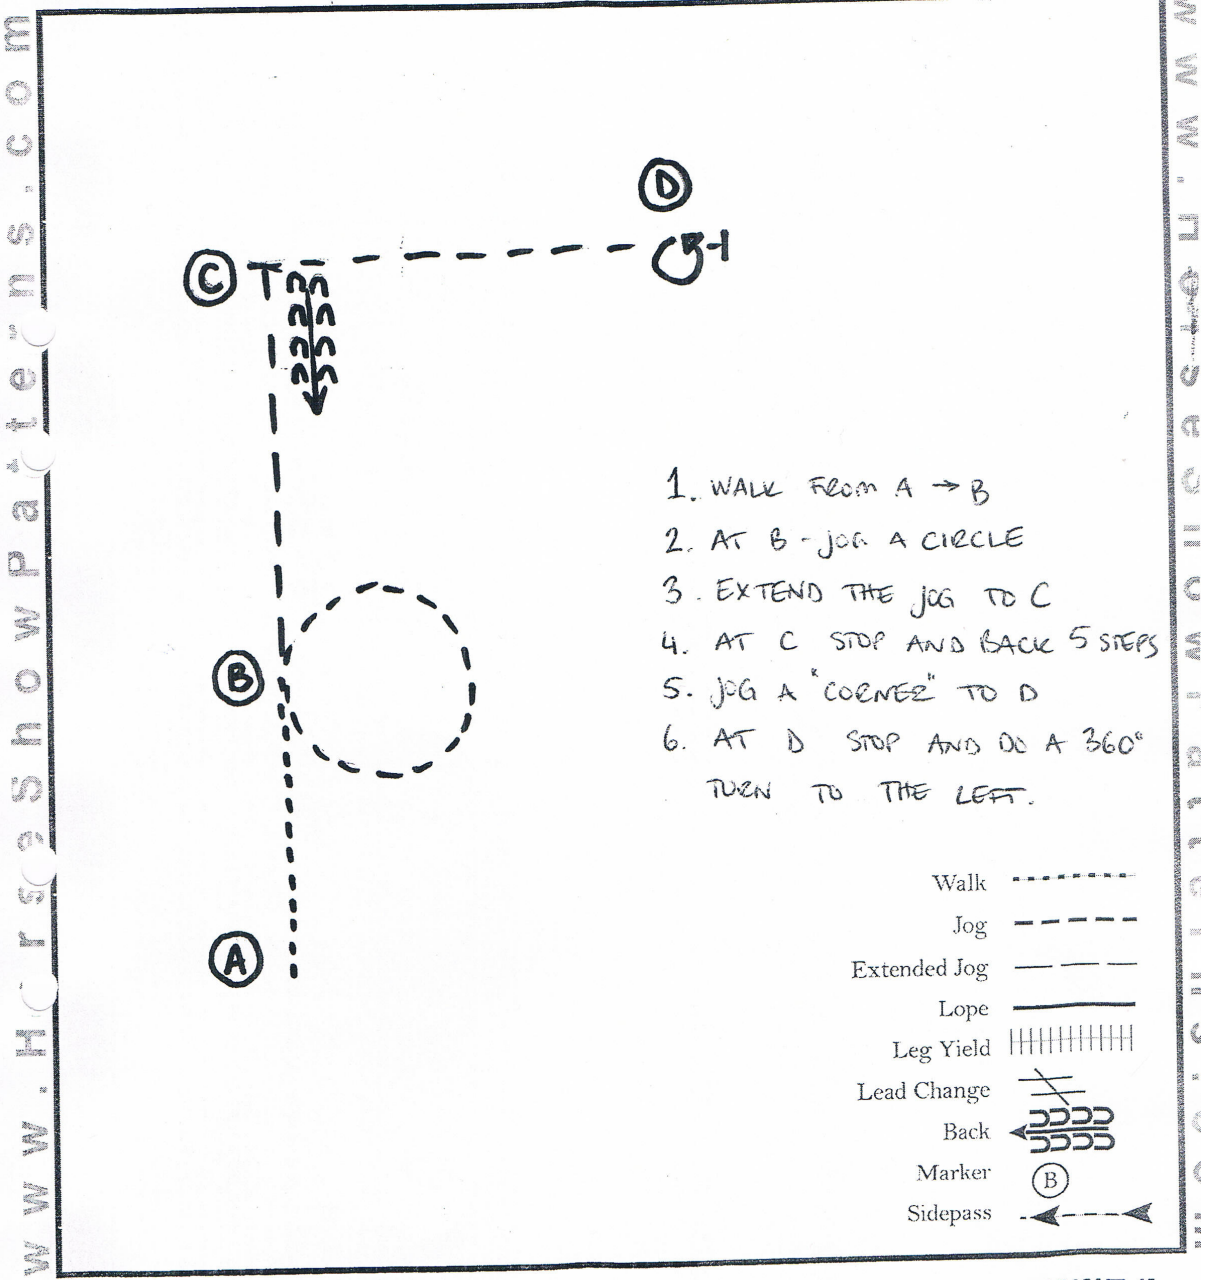 www.HorseShowPatterns.com
D
C
B
A
1. WALK FROM A → B
2. AT B - JOG A CIRCLE
3. EXTEND THE JOG TO C
4. AT C STOP AND BACK 5 STEPS
5. JOG A "CORNER" TO D
6. AT D STOP AND DO A 360°
TURN TO THE LEFT.
Walk
Jog
Extended Jog
Lope
Leg Yield
Lead Change
Back
Marker
B
Sidepass